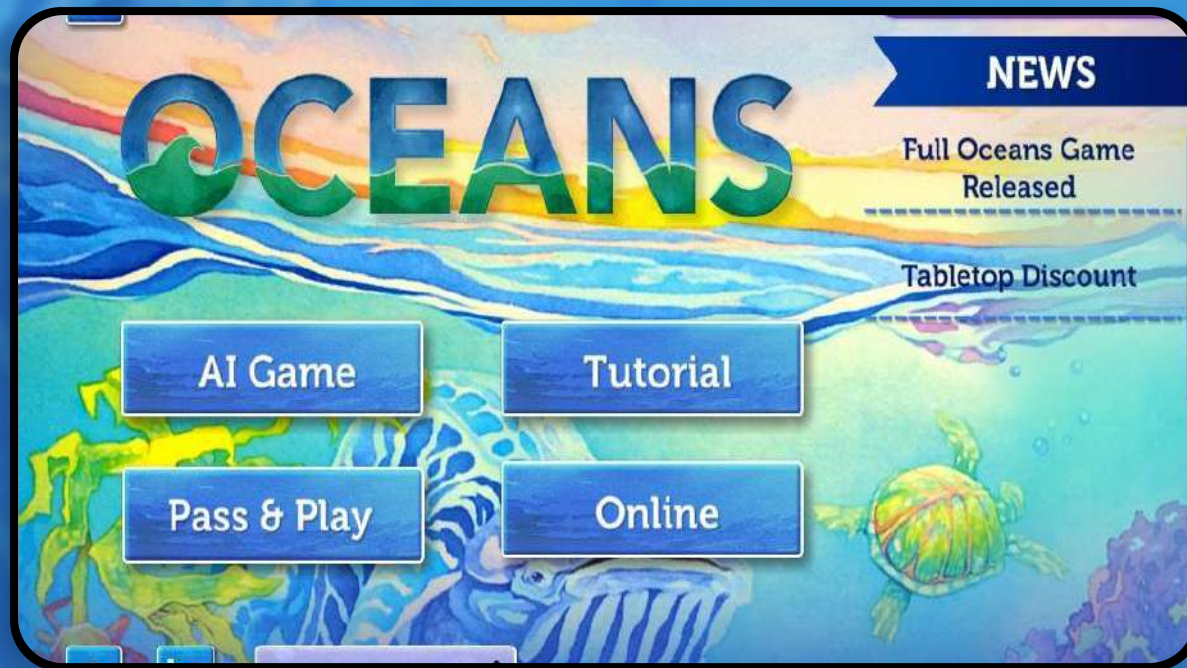 OCEANS
NEWS
Full Oceans Game
Released
Tabletop Discount
AI Game
Tutorial
Pass & Play
Online